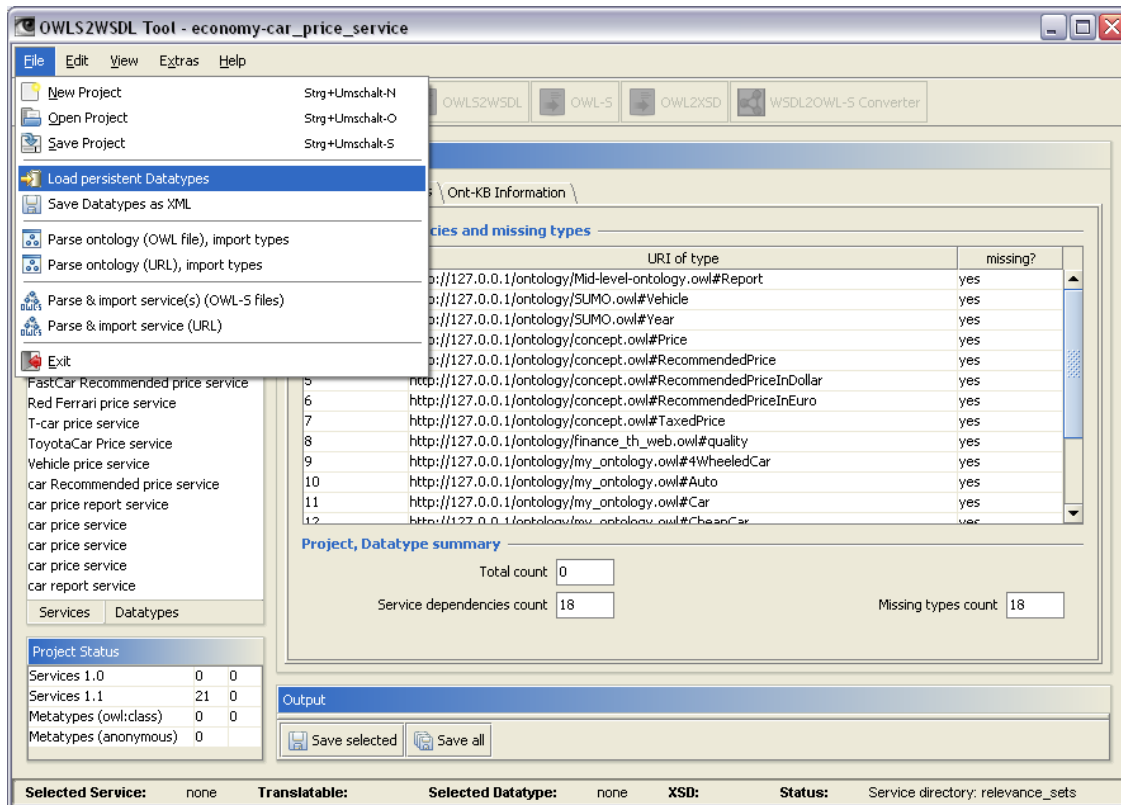 OWLS2WSDL Tool - economy-car_price_service
File Edit View Extras Help
New Project Strg+Umschalt-N
Open Project Strg+Umschalt-O
Save Project Strg+Umschalt-S
Load persistent Datatypes
Save Datatypes as XML
Parse ontology (OWL file), import types
Parse ontology (URL), import types
Parse & import service(s) (OWL-S files)
Parse & import service (URL)
Exit
OWLS2WSDL OWL-S OWL2XSD WSDL2OWL-S Converter
Ont-KB Information
cies and missing types
URI of type missing?
p://127.0.0.1/ontology/Mid-level-ontology.owl#Report yes
p://127.0.0.1/ontology/SUMO.owl#Vehicle yes
p://127.0.0.1/ontology/SUMO.owl#Year yes
p://127.0.0.1/ontology/concept.owl#Price yes
p://127.0.0.1/ontology/concept.owl#RecommendedPrice yes
5 http://127.0.0.1/ontology/concept.owl#RecommendedPriceInDollar yes
6 http://127.0.0.1/ontology/concept.owl#RecommendedPriceInEuro yes
7 http://127.0.0.1/ontology/concept.owl#TaxedPrice yes
8 http://127.0.0.1/ontology/finance_th_web.owl#quality yes
9 http://127.0.0.1/ontology/my_ontology.owl#4WheeledCar yes
10 http://127.0.0.1/ontology/my_ontology.owl#Auto yes
11 http://127.0.0.1/ontology/my_ontology.owl#Car yes
12 http://127.0.0.1/ontology/my_ontology.owl#CheapCar yes
FastCar Recommended price service
Red Ferrari price service
T-car price service
ToyotaCar Price service
Vehicle price service
car Recommended price service
car price report service
car price service
car price service
car price service
car report service
Services Datatypes
Project, Datatype summary
Total count 0
Service dependencies count 18 Missing types count 18
Project Status
Services 1.0 0 0
Services 1.1 21 0
Metatypes (owl:class) 0 0
Metatypes (anonymous) 0
Output
Save selected Save all
Selected Service: none Translatable: Selected Datatype: none XSD: Status: Service directory: relevance_sets